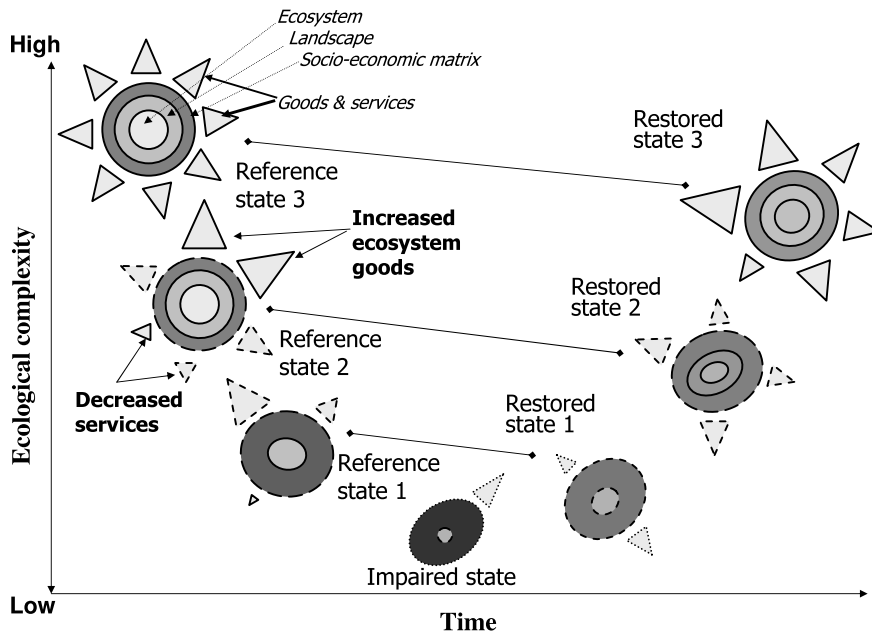 High
Ecosystem
Landscape
Socio-economic matrix
Goods & services
Reference
state 3
Restored
state 3
Increased
ecosystem
goods
Restored
state 2
Reference
state 2
Decreased
services
Restored
state 1
Reference
state 1
Impaired state
Ecological complexity
Low
Time